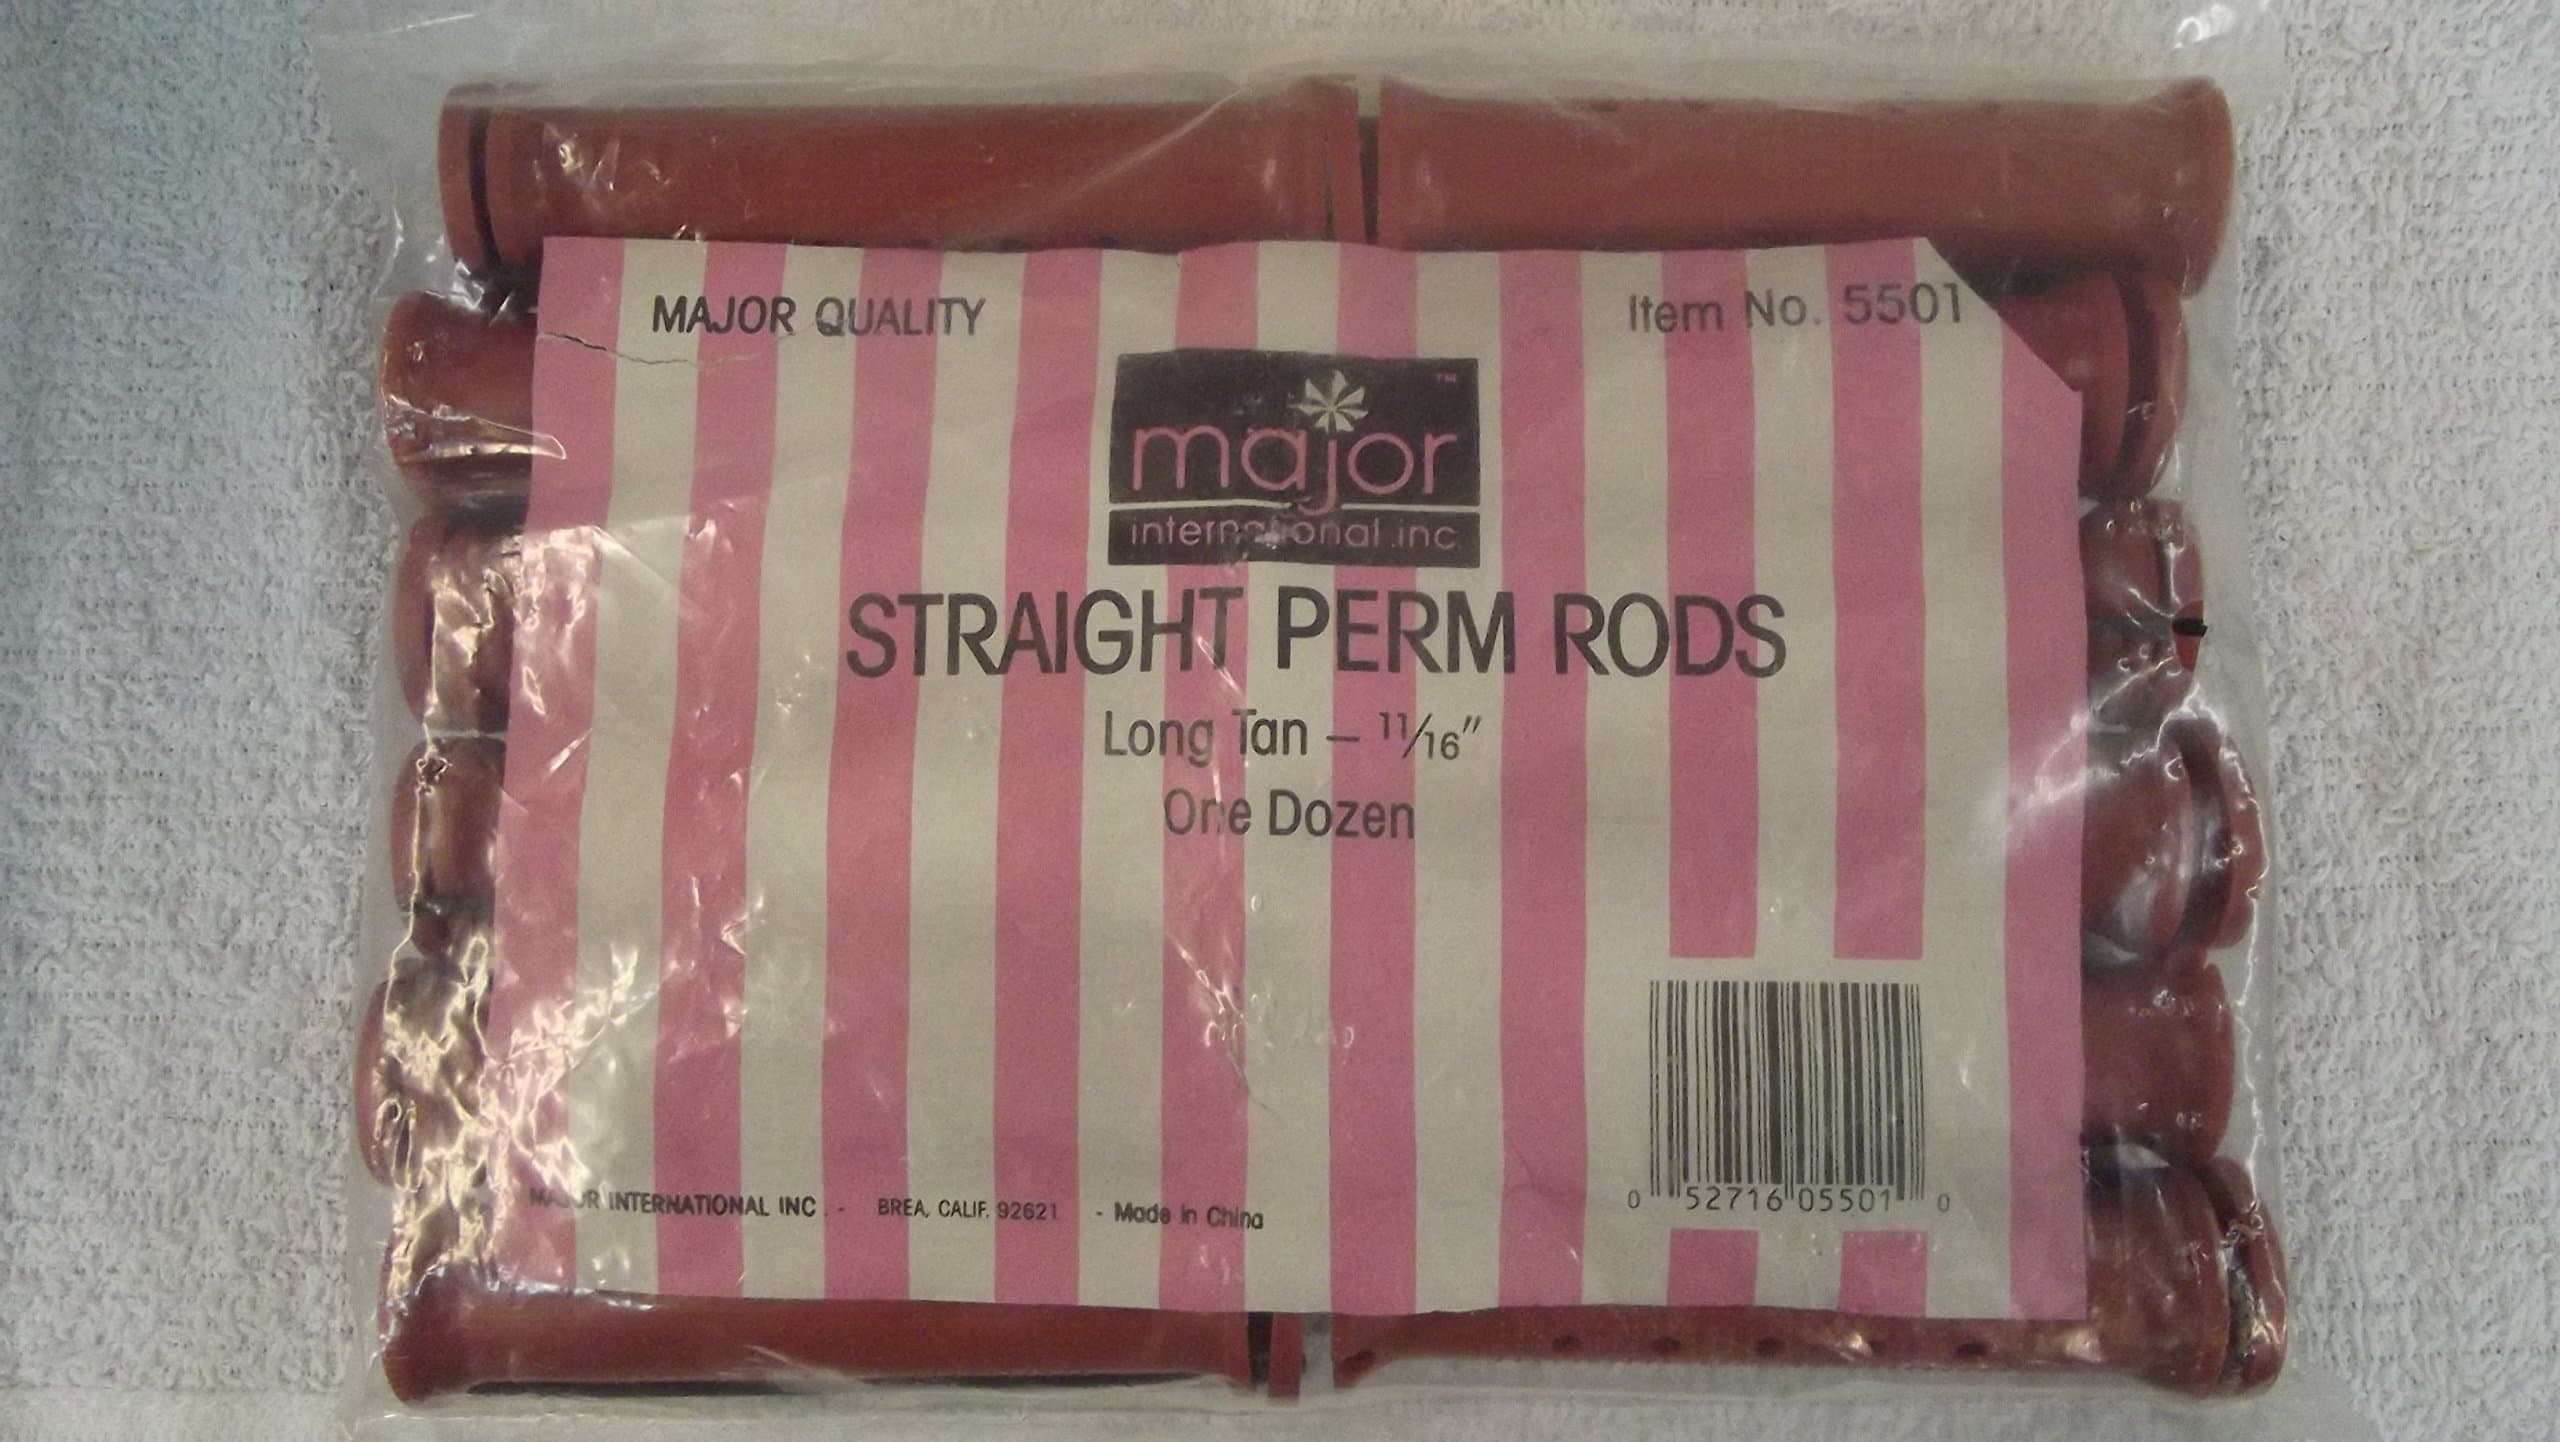 MAJOR QUALITY
Item No. 5501
major™
international inc.
STRAIGHT PERM RODS
Long Tan – 11/16"
One Dozen
0 52716 05501 0
MAJOR INTERNATIONAL INC. - BREA, CALIF. 92621 - Made in China